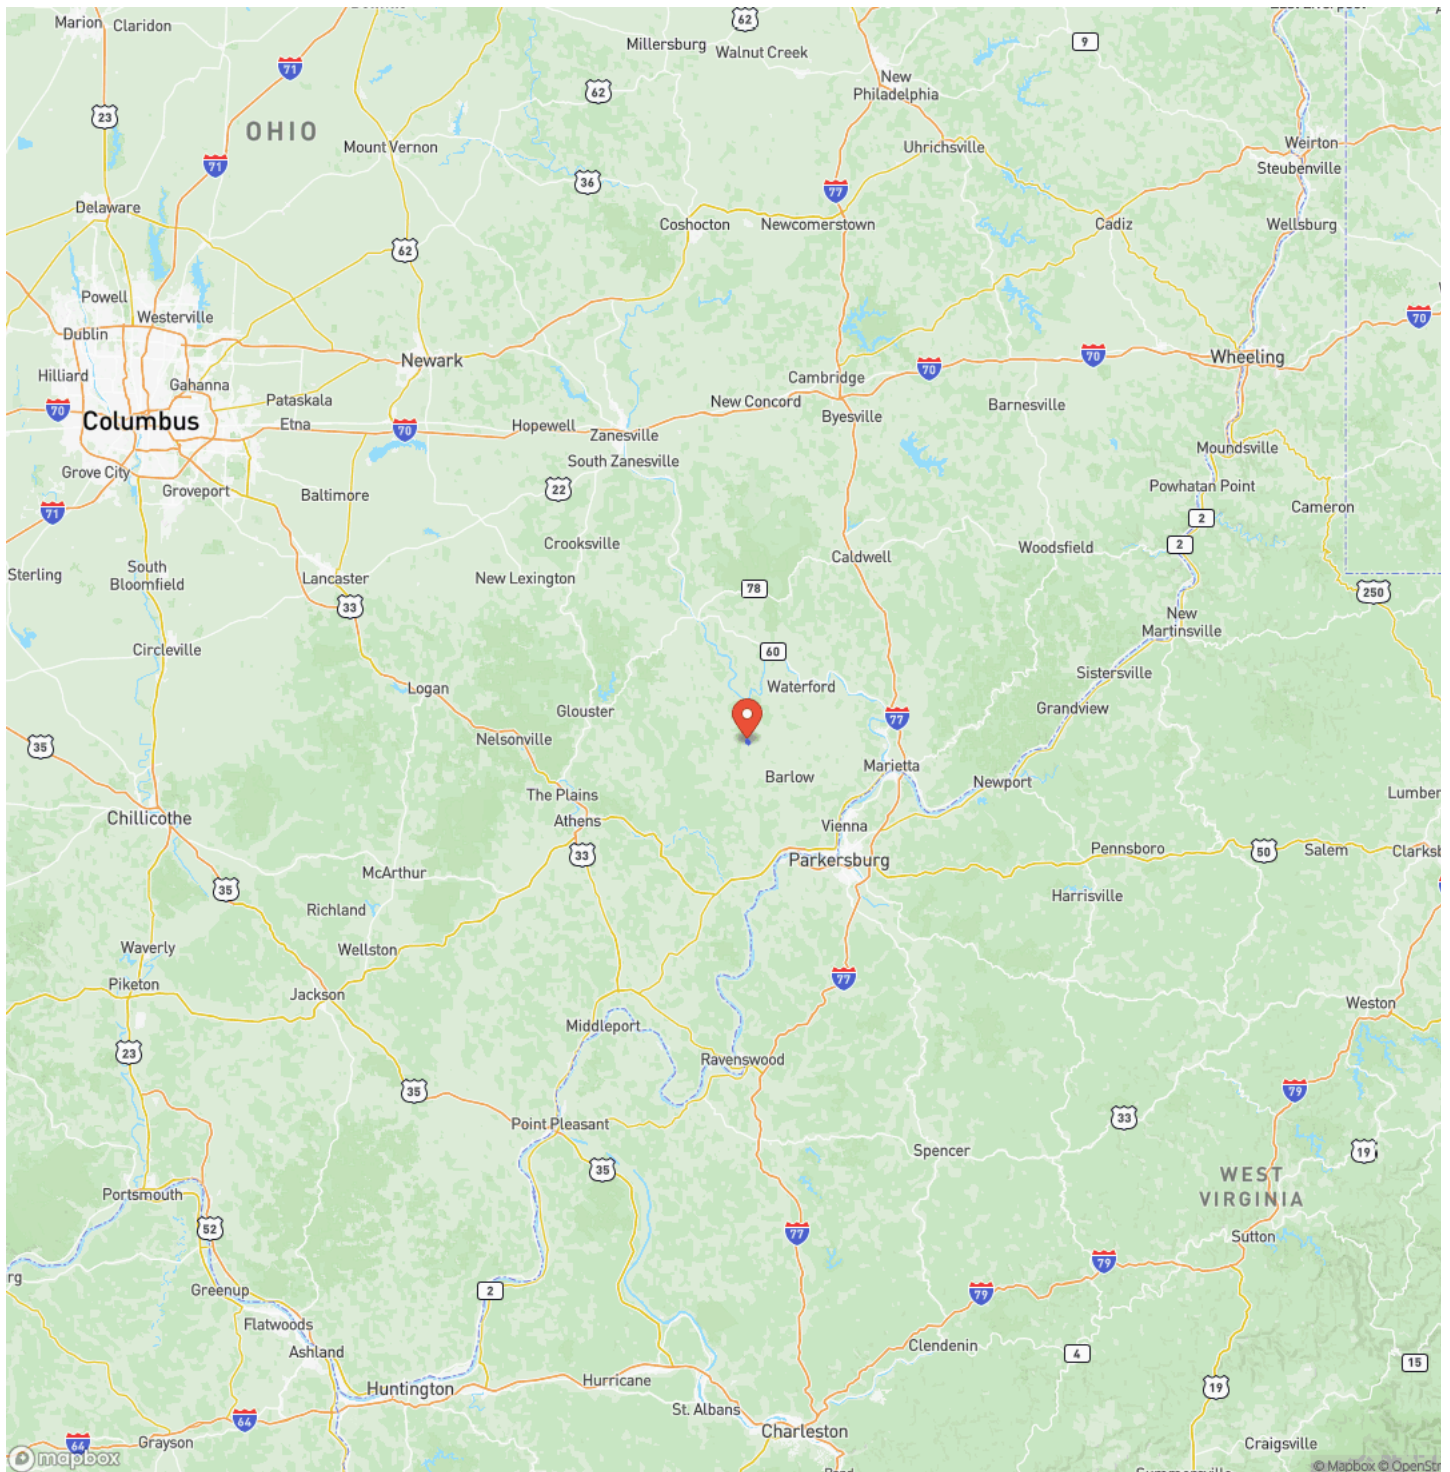 Marion
Claridon
62
Millersburg
Walnut Creek
9
71
62
New
Philadelphia
23
OHIO
Mount Vernon
Uhrichsville
Weirton
Steubenville
71
36
77
Delaware
Coshocton
Newcomerstown
Cadiz
Wellsburg
62
Powell
Westerville
Dublin
70
Newark
70
70
Wheeling
Hilliard
Gahanna
Cambridge
Pataskala
New Concord
Barnesville
70
Columbus
Etna
70
Hopewell
Zanesville
Byesville
Grove City
South Zanesville
Moundsville
Groveport
Baltimore
22
Powhatan Point
71
2
Cameron
Crooksville
2
Caldwell
Woodsfield
Sterling
South
Bloomfield
Lancaster
New Lexington
78
250
33
New
Martinsville
Circleville
60
Sistersville
Logan
Waterford
Glouster
77
Grandview
35
Nelsonville
Marietta
Barlow
Newport
The Plains
Lumber
Chillicothe
Athens
Vienna
33
Parkersburg
Pennsboro
50
Salem
Clarksb
McArthur
35
Richland
Harrisville
Waverly
Wellston
Piketon
Jackson
77
Weston
Middleport
23
Ravenswood
35
79
Point Pleasant
33
Spencer
19
35
WEST
VIRGINIA
Portsmouth
52
77
Sutton
rg
79
Greenup
2
79
Flatwoods
Clendenin
Ashland
4
15
Huntington
Hurricane
19
St. Albans
64
Charleston
64
Grayson
Craigsville
mapbox
© Mapbox © OpenStr